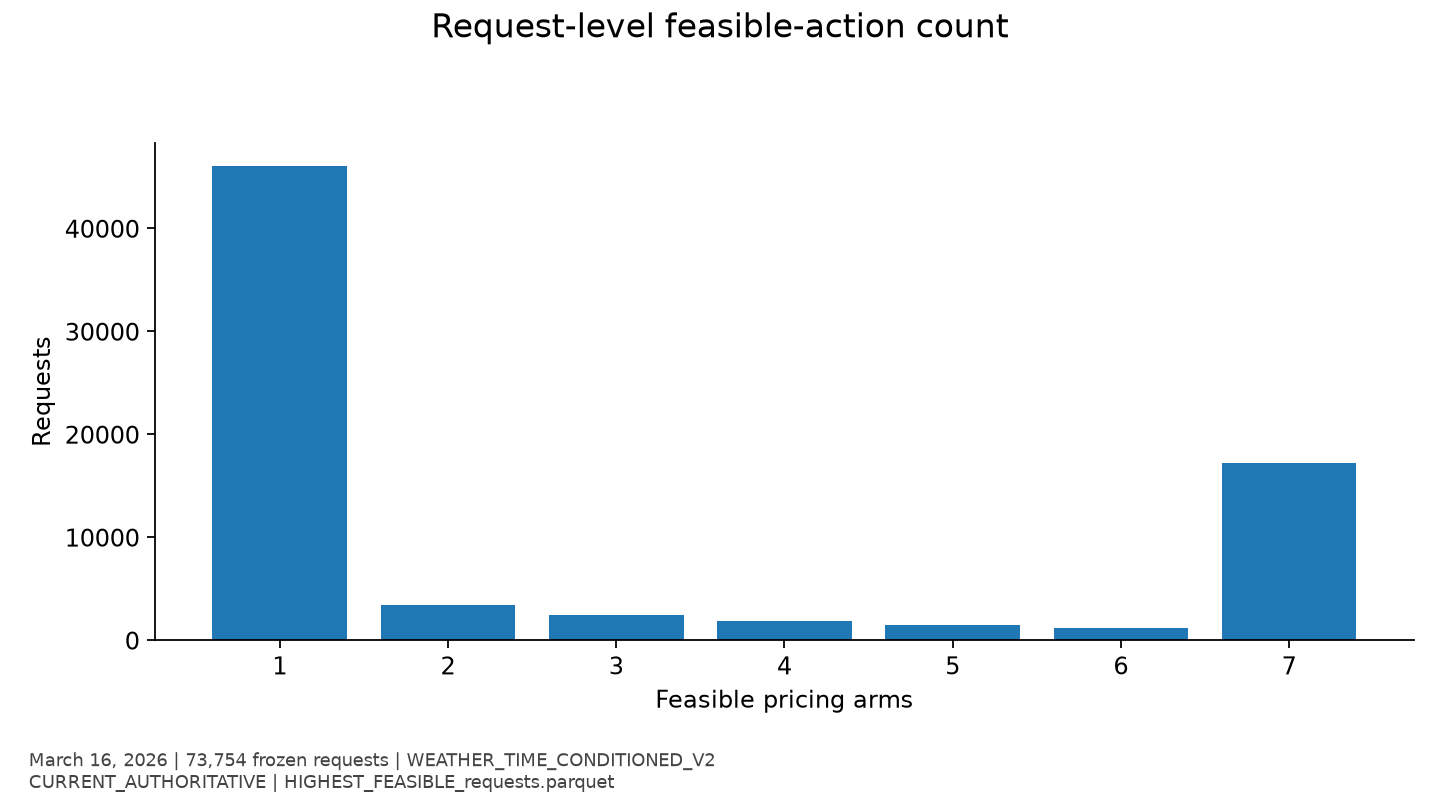 Request-level feasible-action count
40000
30000
20000
10000
0
Requests
1 2 3 4 5 6 7
Feasible pricing arms
March 16, 2026 | 73,754 frozen requests | WEATHER_TIME_CONDITIONED_V2
CURRENT_AUTHORITATIVE | HIGHEST_FEASIBLE_requests.parquet